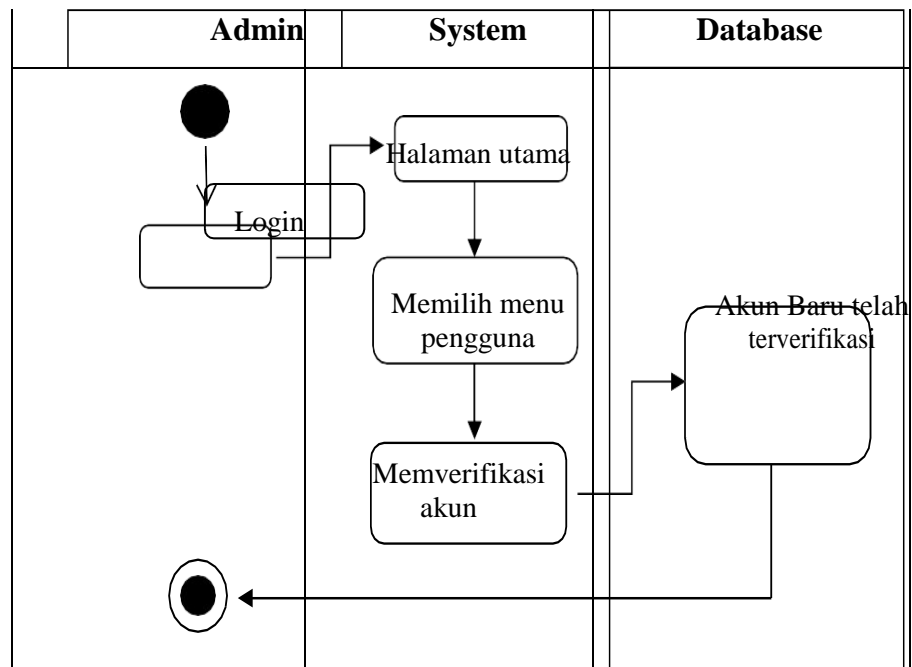 Admin
System
Database
Halaman utama
Login
Memilih menu
pengguna
Akun Baru telah
terverifikasi
Memverifikasi
akun